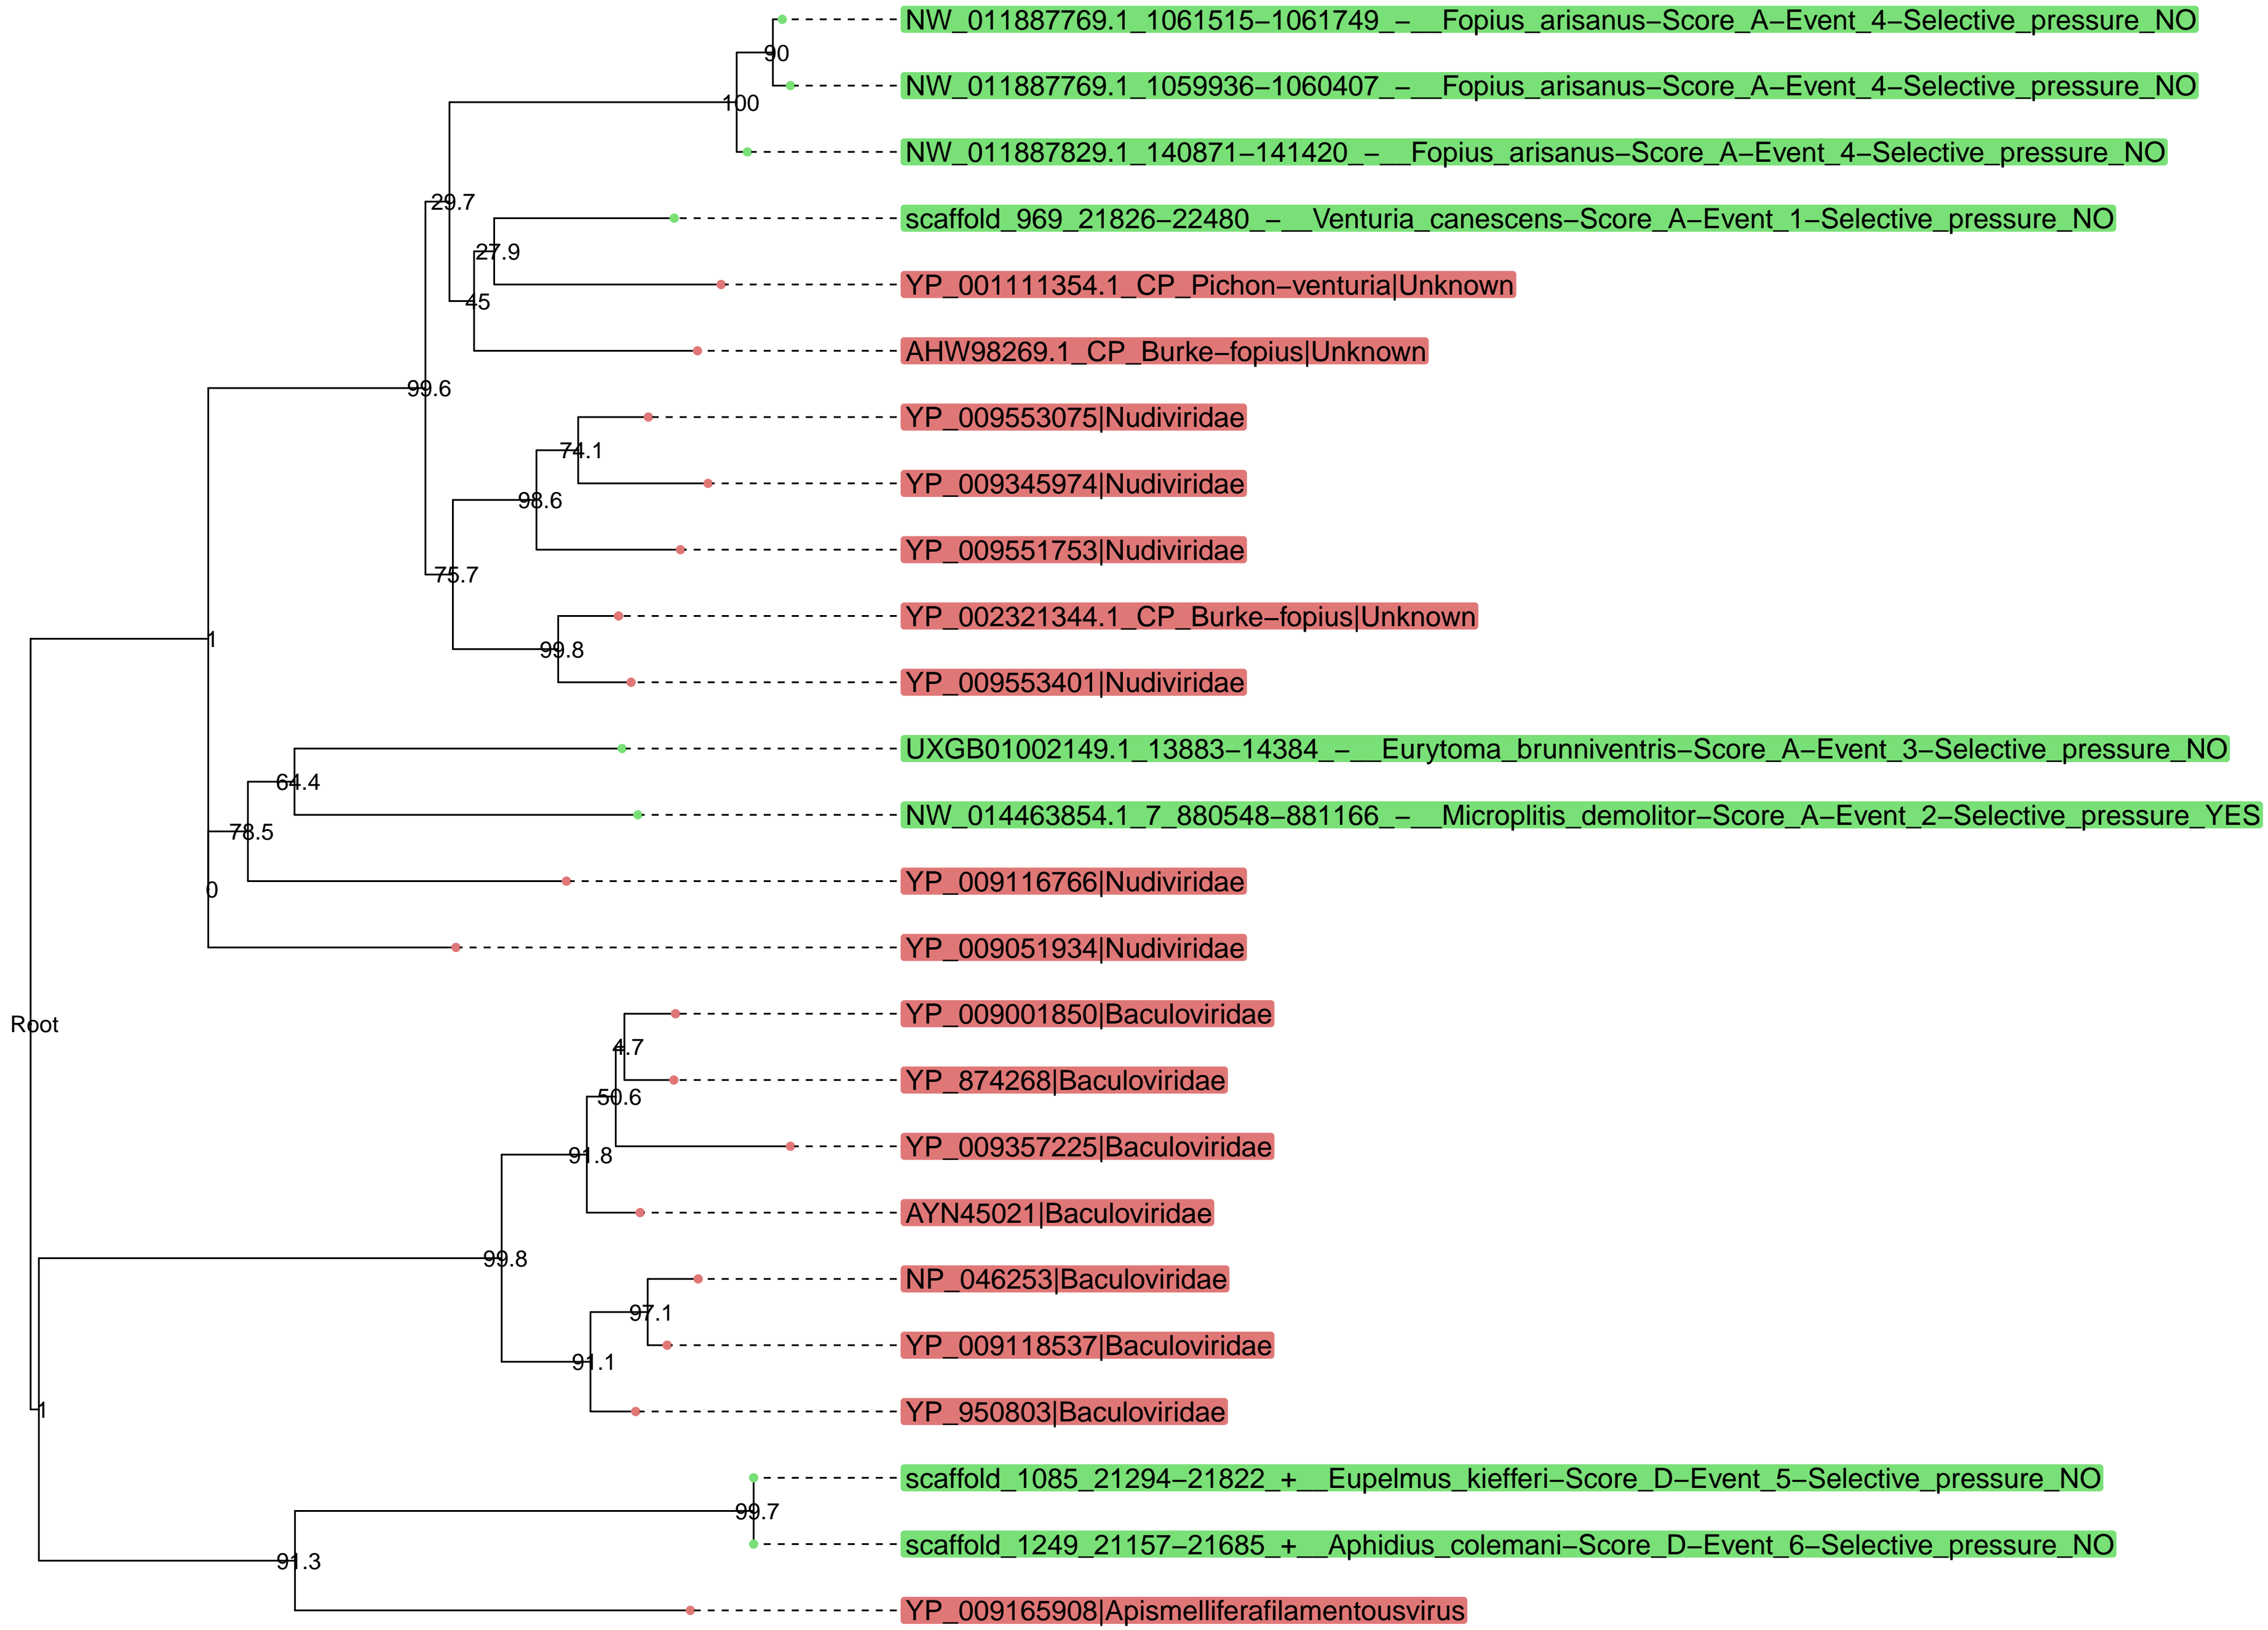 NW_011887769.1_1061515−1061749_−__Fopius_arisanus−Score_A−Event_4−Selective_pressure_NO
90
NW_011887769.1_1059936−1060407_−__Fopius_arisanus−Score_A−Event_4−Selective_pressure_NO
100
NW_011887829.1_140871−141420_−__Fopius_arisanus−Score_A−Event_4−Selective_pressure_NO
29.7
scaffold_969_21826−22480_−__Venturia_canescens−Score_A−Event_1−Selective_pressure_NO
27.9
YP_001111354.1_CP_Pichon−venturia|Unknown
45
AHW98269.1_CP_Burke−fopius|Unknown
99.6
YP_009553075|Nudiviridae
74.1
YP_009345974|Nudiviridae
98.6
YP_009551753|Nudiviridae
75.7
YP_002321344.1_CP_Burke−fopius|Unknown
1
99.8
YP_009553401|Nudiviridae
UXGB01002149.1_13883−14384_−__Eurytoma_brunniventris−Score_A−Event_3−Selective_pressure_NO
64.4
NW_014463854.1_7_880548−881166_−__Microplitis_demolitor−Score_A−Event_2−Selective_pressure_YES
78.5
YP_009116766|Nudiviridae
0
YP_009051934|Nudiviridae
YP_009001850|Baculoviridae
Root
4.7
YP_874268|Baculoviridae
50.6
YP_009357225|Baculoviridae
91.8
AYN45021|Baculoviridae
99.8
NP_046253|Baculoviridae
97.1
YP_009118537|Baculoviridae
91.1
YP_950803|Baculoviridae
1
scaffold_1085_21294−21822_+__Eupelmus_kiefferi−Score_D−Event_5−Selective_pressure_NO
99.7
scaffold_1249_21157−21685_+__Aphidius_colemani−Score_D−Event_6−Selective_pressure_NO
91.3
YP_009165908|Apismelliferafilamentousvirus